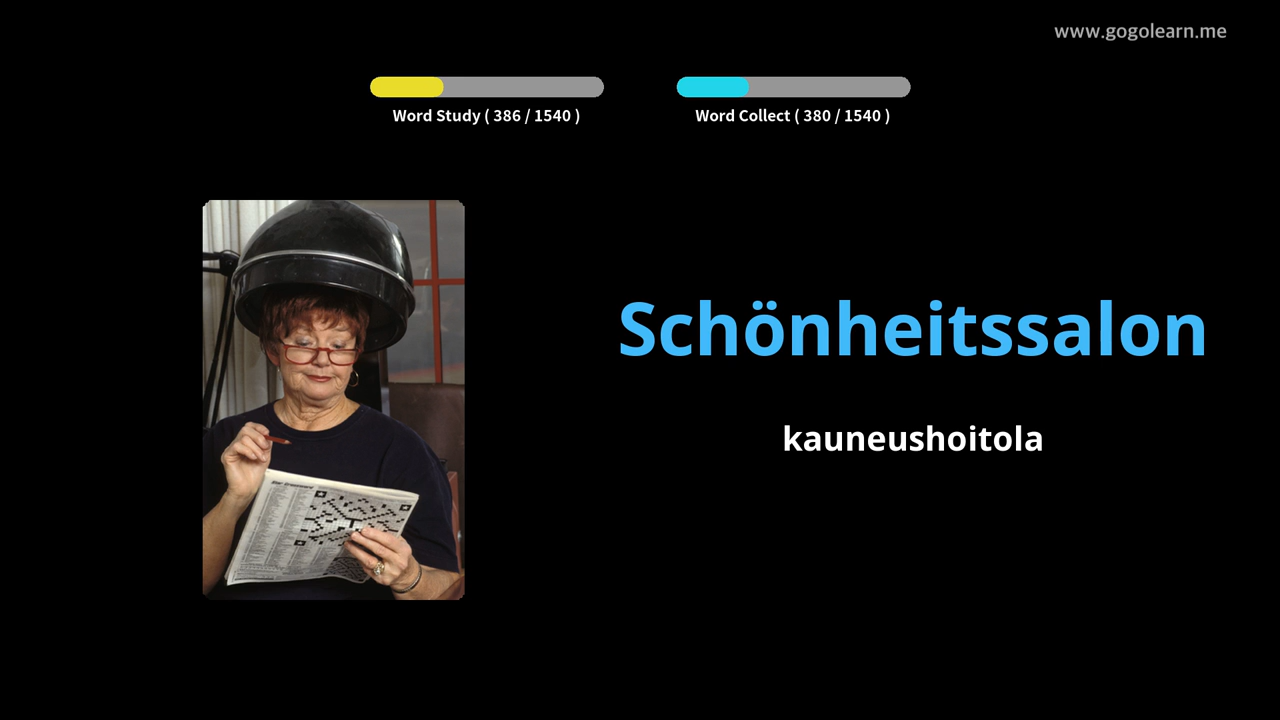 www.gogolearn.me
Word Study ( 386 / 1540 )
Word Collect ( 380 / 1540 )
Schönheitssalon
kauneushoitola